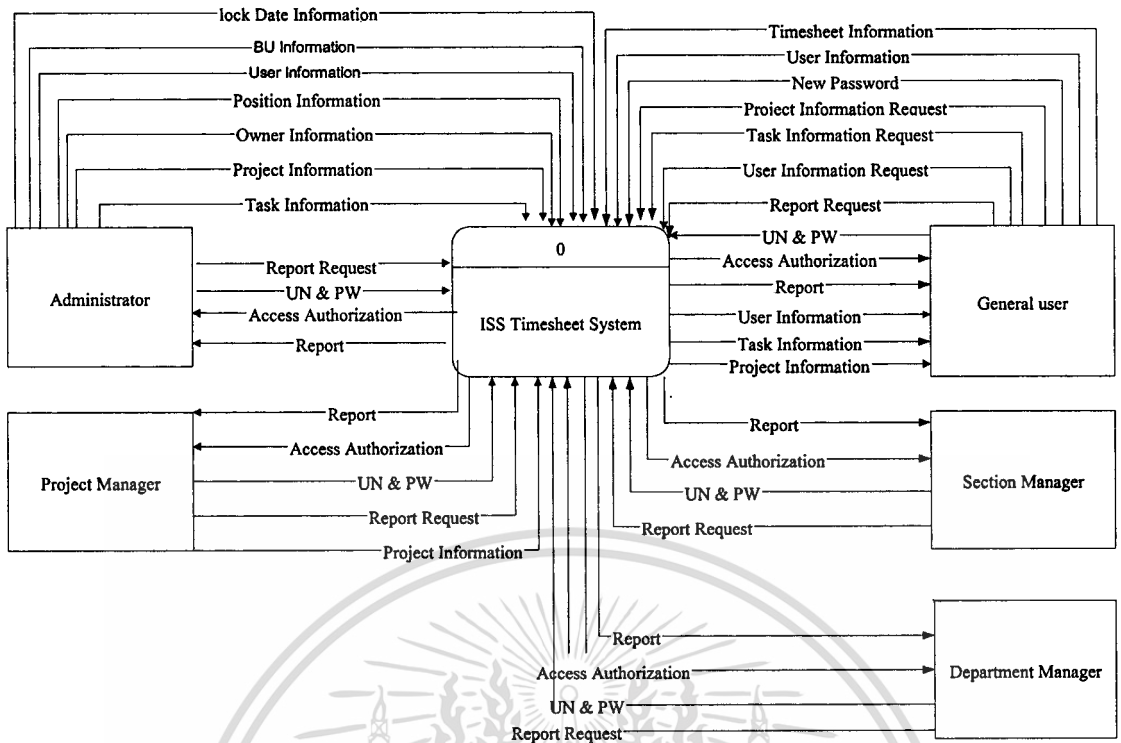 lock Date Information
BU Information
User Information
Position Information
Owner Information
Project Information
Task Information
Timesheet Information
User Information
New Password
Project Information Request
Task Information Request
User Information Request
Report Request
UN & PW
Access Authorization
Report
User Information
Task Information
Project Information
Administrator
Report Request
UN & PW
Access Authorization
Report
0
ISS Timesheet System
General user
Project Manager
Report
Access Authorization
UN & PW
Report Request
Project Information
Report
Access Authorization
UN & PW
Report Request
Section Manager
Report
Access Authorization
UN & PW
Report Request
Department Manager